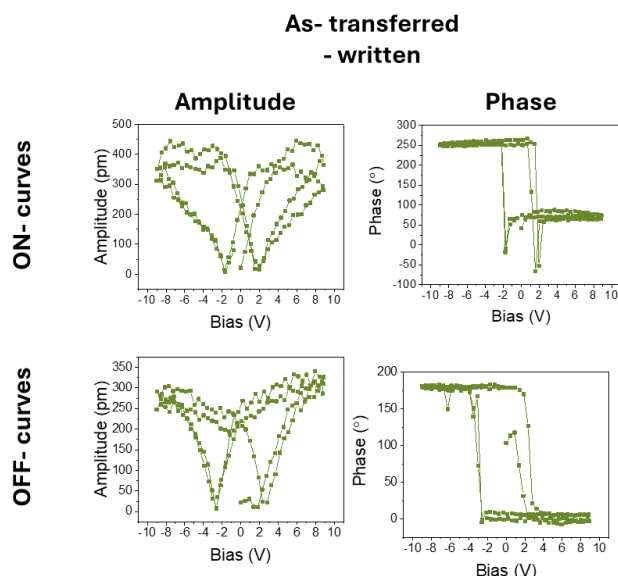 As- transferred
- written
Amplitude
Phase
ON- curves
Amplitude (pm)
500
400
300
200
100
0
-10 -8 -6 -4 -2 0 2 4 6 8 10
Bias (V)
Phase (°)
300
250
200
150
100
50
0
-50
-100
-10 -8 -6 -4 -2 0 2 4 6 8 10
Bias (V)
OFF- curves
Amplitude (pm)
350
300
250
200
150
100
50
0
-10 -8 -6 -4 -2 0 2 4 6 8 10
Bias (V)
Phase (°)
200
100
0
-10 -8 -6 -4 -2 0 2 4 6 8 10
Bias (V)